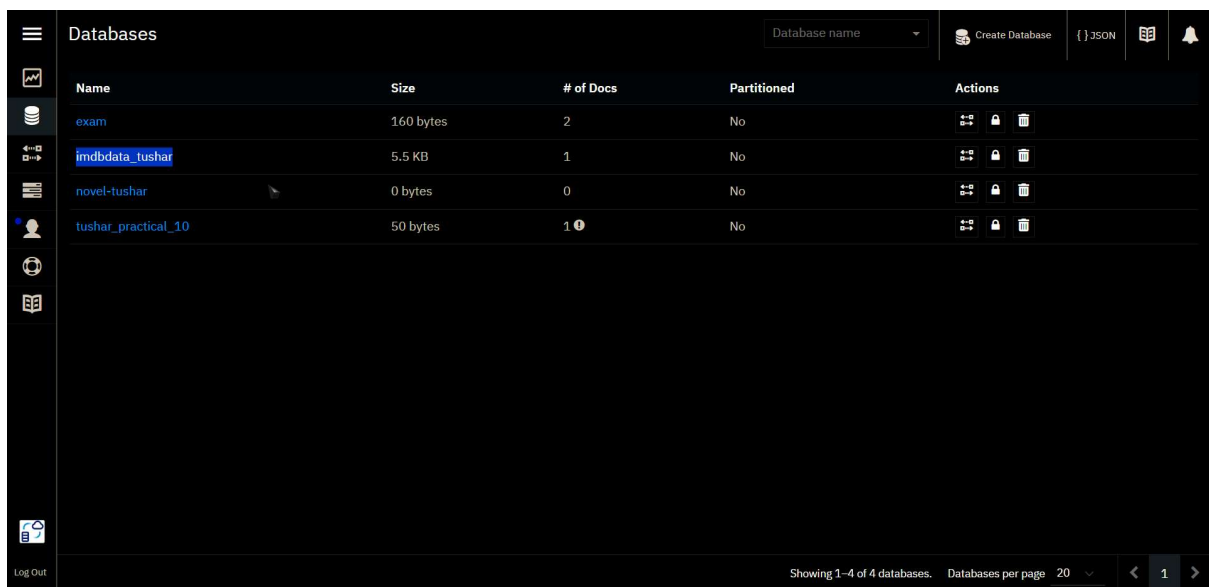 Databases Database name Create Database { } JSON
Name Size # of Docs Partitioned Actions
exam 160 bytes 2 No
imdbdata_tushar 5.5 KB 1 No
novel-tushar 0 bytes 0 No
tushar_practical_10 50 bytes 1 No
Log Out Showing 1–4 of 4 databases. Databases per page 20 1